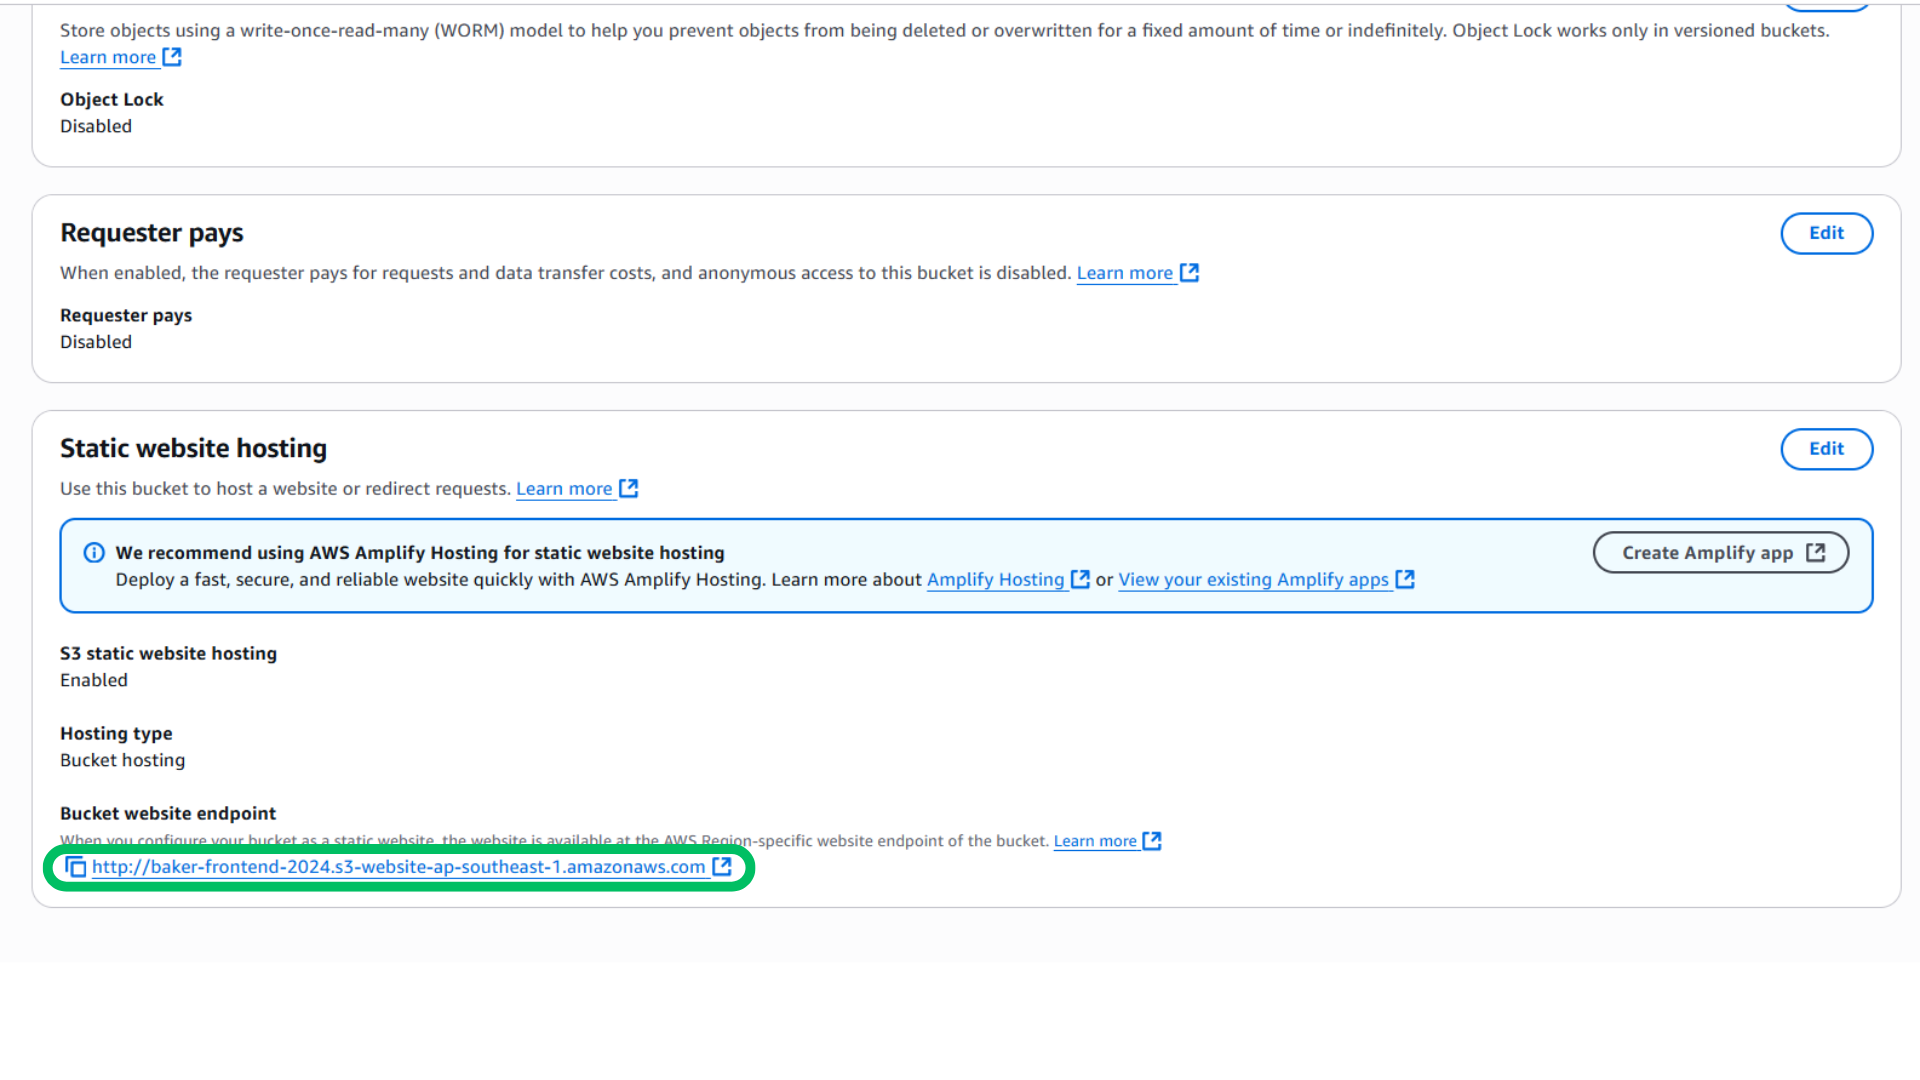 Store objects using a write-once-read-many (WORM) model to help you prevent objects from being deleted or overwritten for a fixed amount of time or indefinitely. Object Lock works only in versioned buckets.
Learn more
Object Lock
Disabled
Requester pays
Edit
When enabled, the requester pays for requests and data transfer costs, and anonymous access to this bucket is disabled. Learn more
Requester pays
Disabled
Static website hosting
Edit
Use this bucket to host a website or redirect requests. Learn more
We recommend using AWS Amplify Hosting for static website hosting
Create Amplify app
Deploy a fast, secure, and reliable website quickly with AWS Amplify Hosting. Learn more about Amplify Hosting or View your existing Amplify apps
S3 static website hosting
Enabled
Hosting type
Bucket hosting
Bucket website endpoint
When you configure your bucket as a static website, the website is available at the AWS Region-specific website endpoint of the bucket. Learn more
http://baker-frontend-2024.s3-website-ap-southeast-1.amazonaws.com